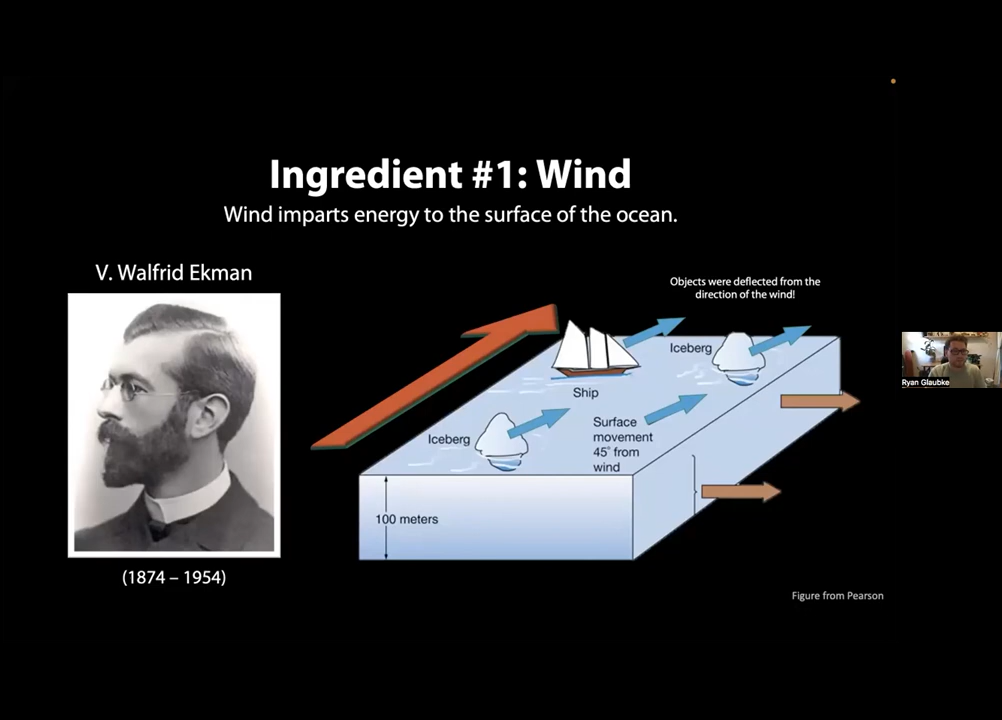 Ingredient #1: Wind
Wind imparts energy to the surface of the ocean.
V. Walfrid Ekman
(1874 – 1954)
Objects were deflected from the
direction of the wind!
Iceberg
Ship
Iceberg
Surface
movement
45° from
wind
100 meters
Figure from Pearson
Ryan Glaubke